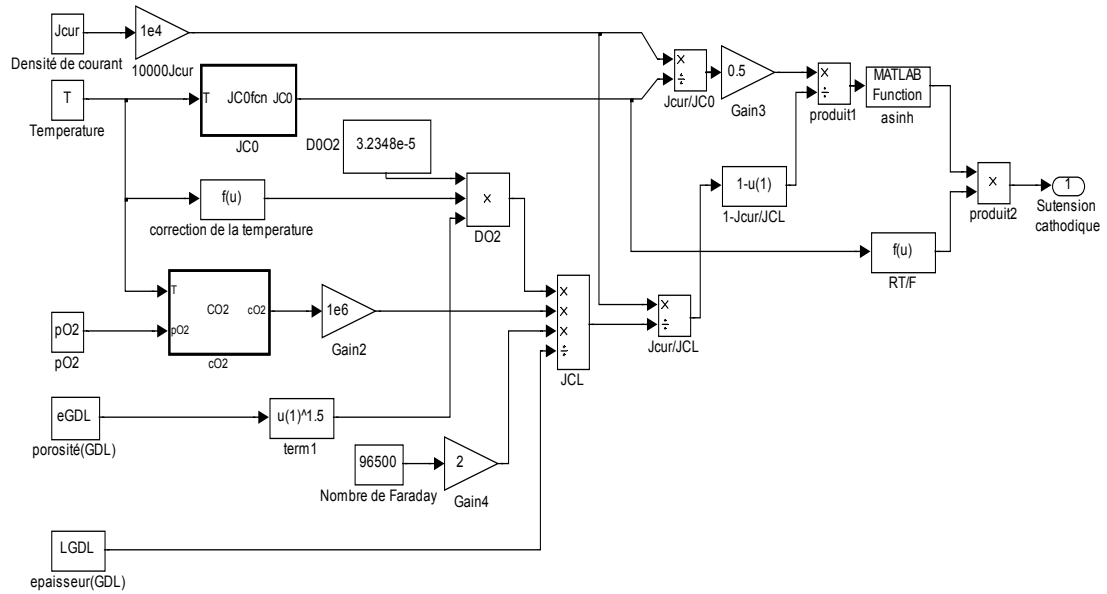 Jcur
Densité de courant
1e4
10000Jcur
T
Temperature
T
JC0fcn
JC0
JC0
×
÷
Jcur/JC0
0.5
Gain3
×
÷
produit1
MATLAB
Function
asinh
D0O2
3.2348e-5
f(u)
correction de la temperature
×
DO2
1-u(1)
1-Jcur/JCL
×
produit2
1
Sutension
cathodique
f(u)
RT/F
T
pO2
CO2
cO2
cO2
pO2
pO2
1e6
Gain2
×
×
×
÷
JCL
×
÷
Jcur/JCL
eGDL
porosité(GDL)
u(1)^1.5
term1
96500
Nombre de Faraday
2
Gain4
LGDL
epaisseur(GDL)